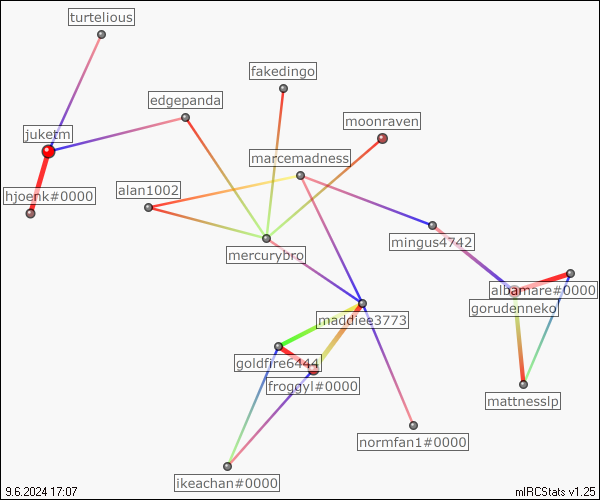 turtelious
fakedingo
edgepanda
moonraven
juketm
marcemadness
alan1002
hjoenk#0000
mingus4742
mercurybro
albamare#0000
gorudenneko
maddiee3773
goldfire6444
froggyl#0000
mattnesslp
normfan1#0000
ikeachan#0000
9.6.2024 17:07
mIRCStats v1.25